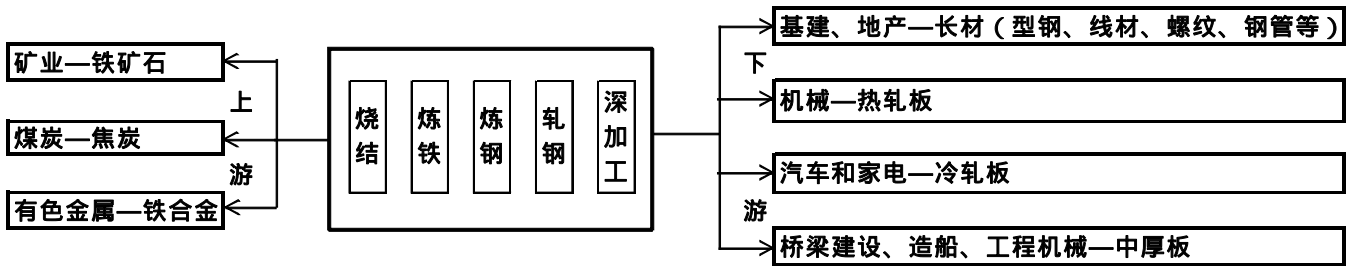 矿业—铁矿石
煤炭—焦炭
有色金属—铁合金
上游
烧结
炼铁
炼钢
轧钢
深加工
下游
基建、地产—长材（型钢、线材、螺纹、钢管等）
机械—热轧板
汽车和家电—冷轧板
桥梁建设、造船、工程机械—中厚板